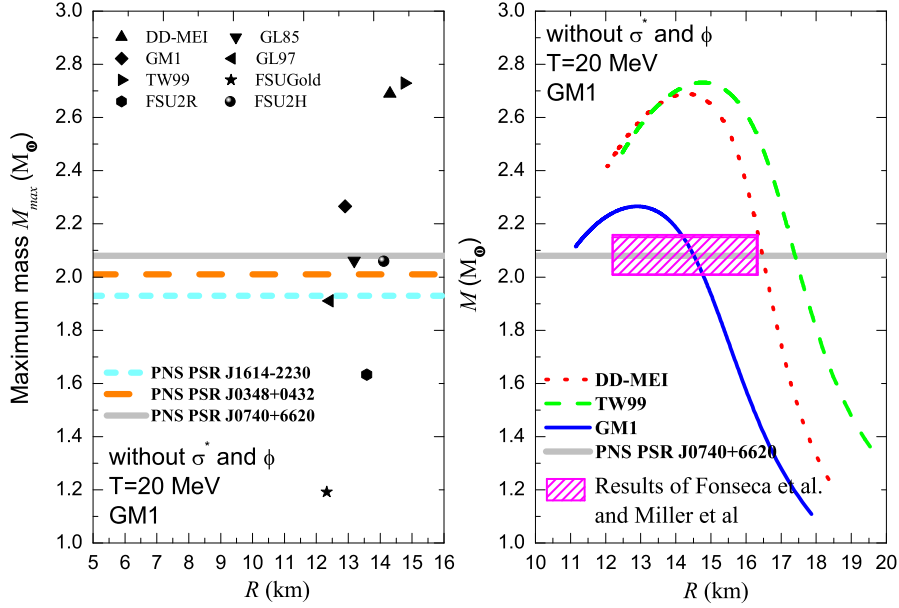 Maximum mass M_max (M_Θ)
3.0
2.8
2.6
2.4
2.2
2.0
1.8
1.6
1.4
1.2
1.0
DD-MEI
GL85
GM1
GL97
TW99
FSUGold
FSU2R
FSU2H
PNS PSR J1614-2230
PNS PSR J0348+0432
PNS PSR J0740+6620
without σ* and ϕ
T=20 MeV
GM1
5 6 7 8 9 10 11 12 13 14 15 16
R (km)
M (M_Θ)
3.0
2.8
2.6
2.4
2.2
2.0
1.8
1.6
1.4
1.2
1.0
without σ* and ϕ
T=20 MeV
GM1
DD-MEI
TW99
GM1
PNS PSR J0740+6620
Results of Fonseca et al.
and Miller et al
10 11 12 13 14 15 16 17 18 19 20
R (km)